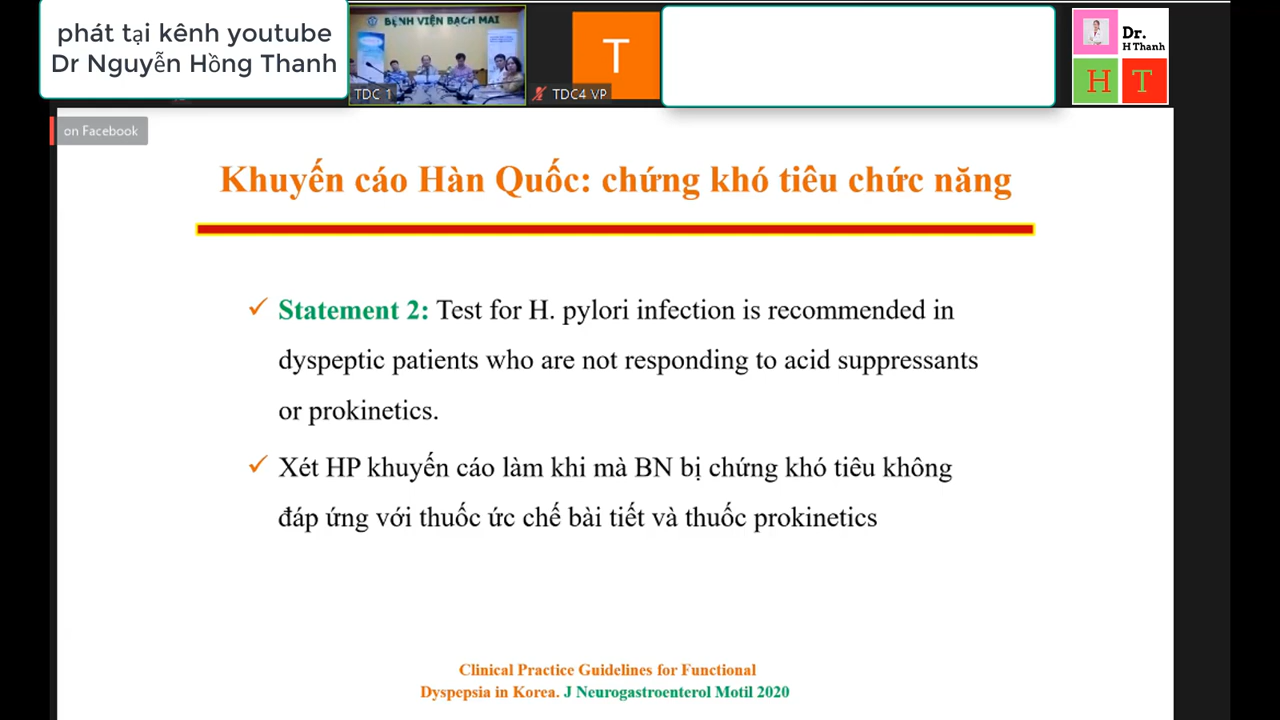 phát tại kênh youtube
Dr Nguyễn Hồng Thanh
BỆNH VIỆN BẠCH MAI
TDC 1
T
TDC4 VP
Dr.
H Thanh
H T
on Facebook
Khuyến cáo Hàn Quốc: chứng khó tiêu chức năng
Statement 2: Test for H. pylori infection is recommended in
dyspeptic patients who are not responding to acid suppressants
or prokinetics.
Xét HP khuyến cáo làm khi mà BN bị chứng khó tiêu không
đáp ứng với thuốc ức chế bài tiết và thuốc prokinetics
Clinical Practice Guidelines for Functional
Dyspepsia in Korea. J Neurogastroenterol Motil 2020